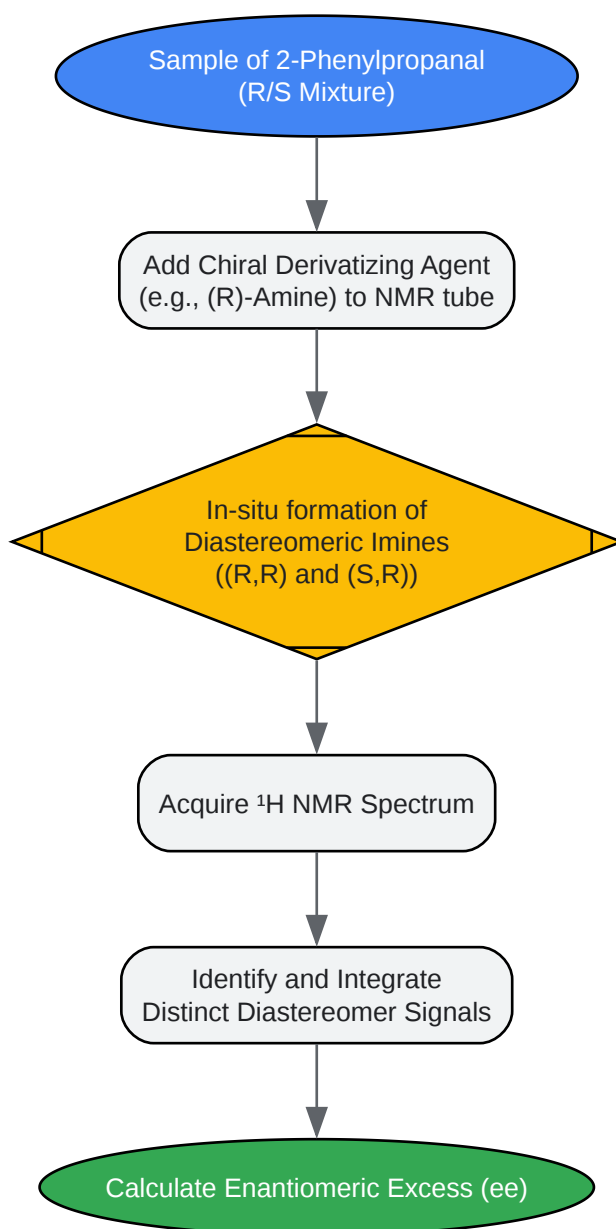 Sample of 2-Phenylpropanal
(R/S Mixture)
Add Chiral Derivatizing Agent
(e.g., (R)-Amine) to NMR tube
In-situ formation of
Diastereomeric Imines
((R,R) and (S,R))
Acquire ¹H NMR Spectrum
Identify and Integrate
Distinct Diastereomer Signals
Calculate Enantiomeric Excess (ee)